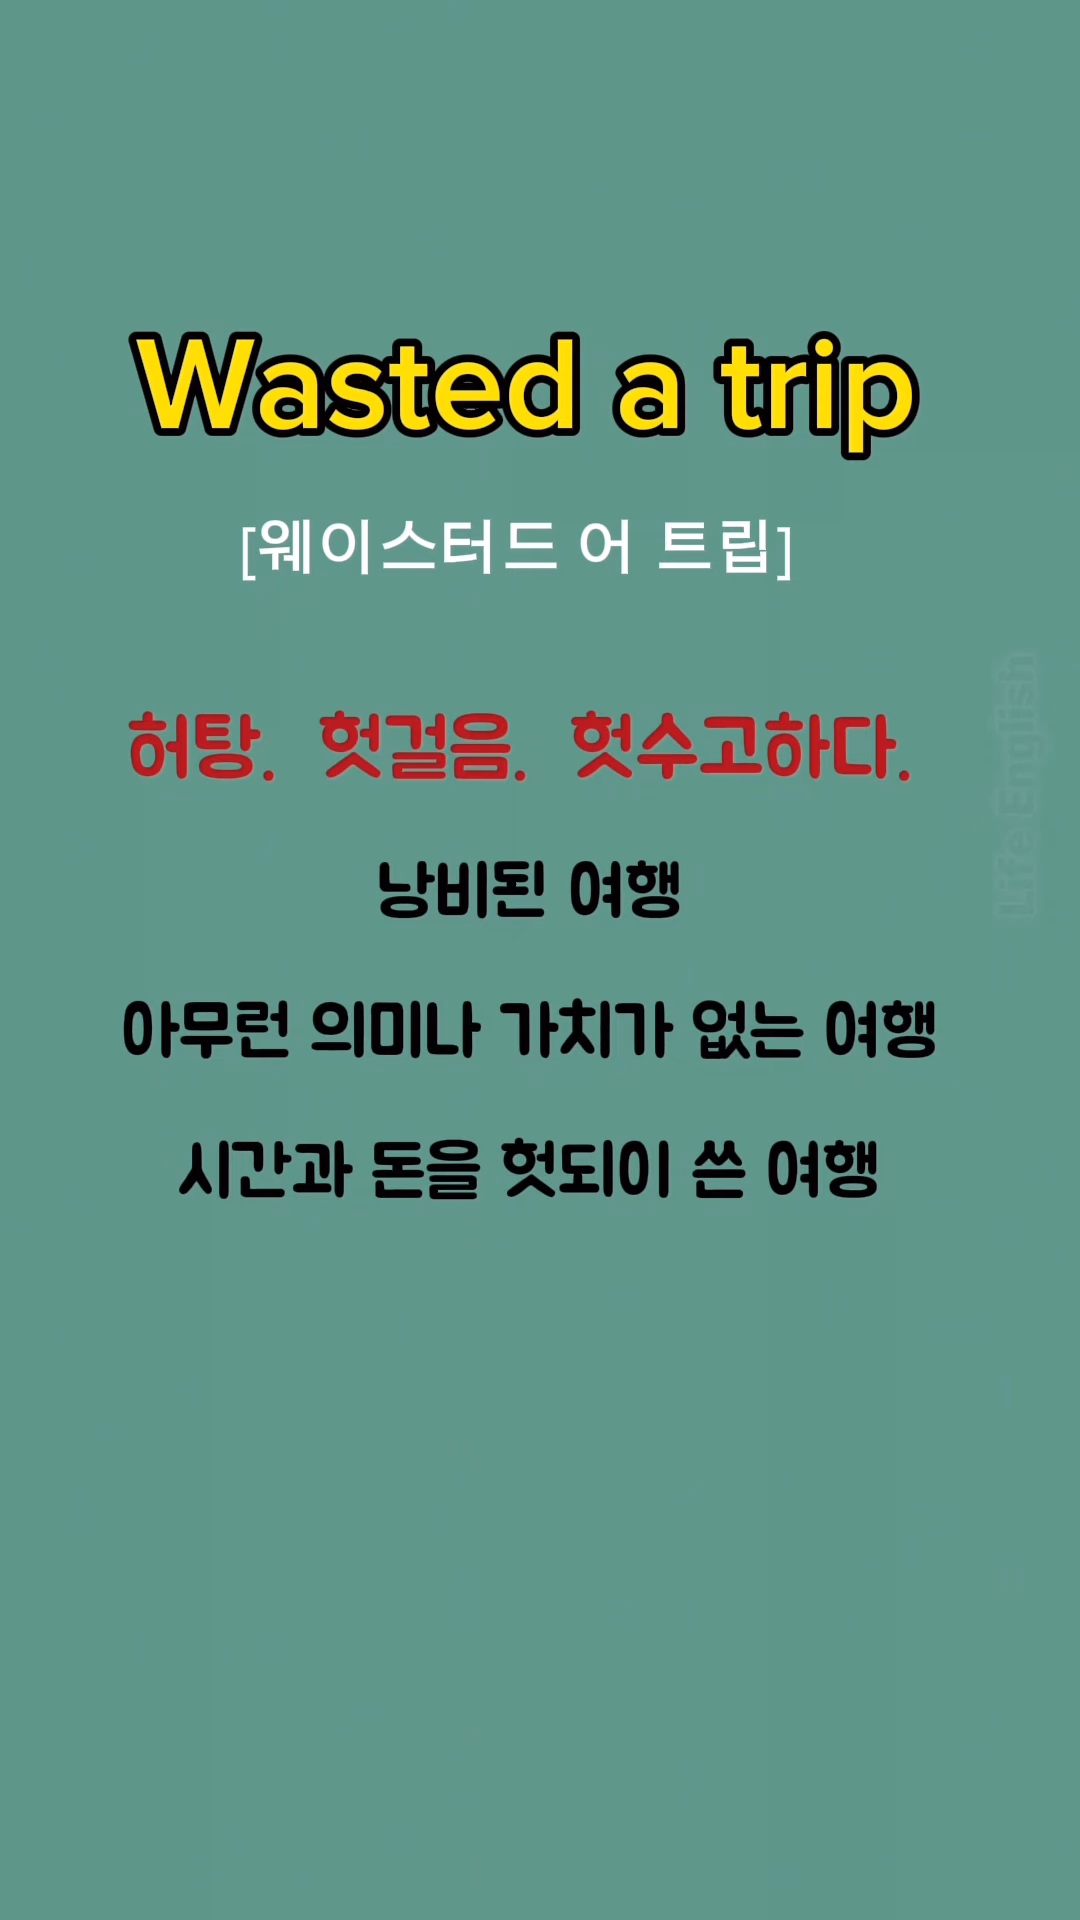 Wasted a trip
[웨이스터드 어 트립]
허탕. 헛걸음. 헛수고하다.
낭비된 여행
아무런 의미나 가치가 없는 여행
시간과 돈을 헛되이 쓴 여행
Life English